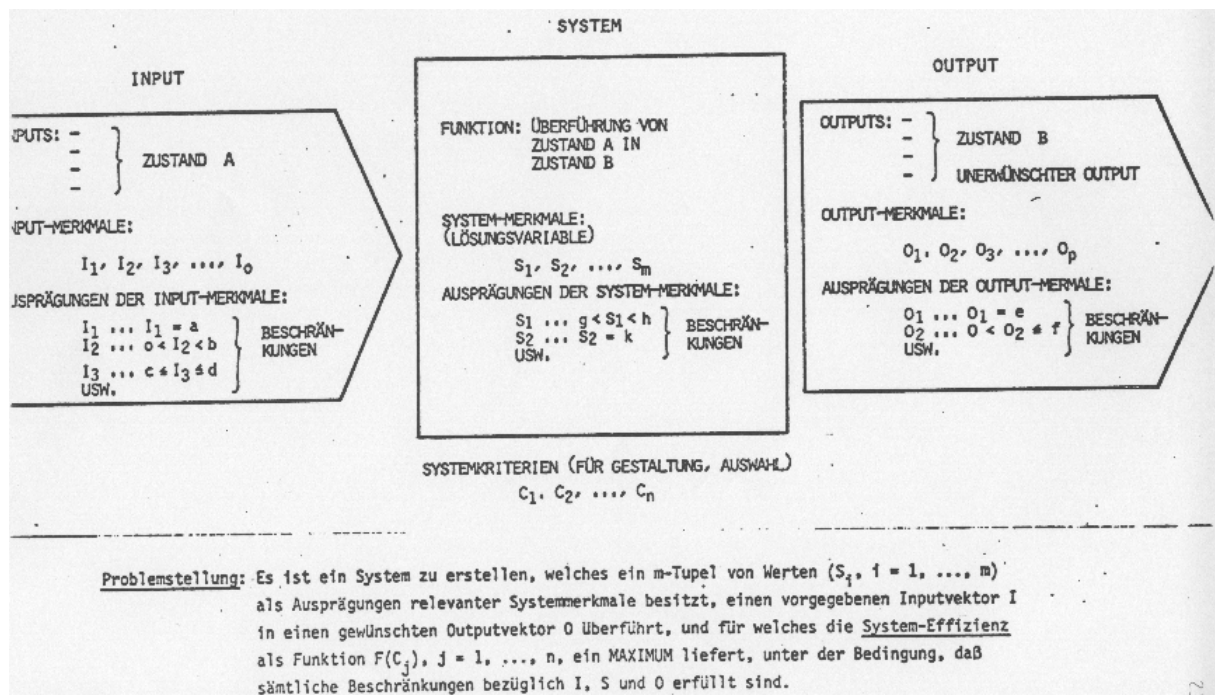 SYSTEM
INPUT
OUTPUT
NPUTS: -
-
-
-
ZUSTAND A
NPUT-MERKMALE:
I1, I2, I3, ..., Io
USPRÄGUNGEN DER INPUT-MERKMALE:
I1 ... I1 = a
I2 ... o < I2 < b
I3 ... c ≤ I3 ≤ d
USW.
BESCHRÄN-
KUNGEN
FUNKTION: ÜBERFÜHRUNG VON
ZUSTAND A IN
ZUSTAND B
SYSTEM-MERKMALE:
(LÖSUNGSVARIABLE)
S1, S2, ..., Sm
AUSPRÄGUNGEN DER SYSTEM-MERKMALE:
S1 ... g < S1 < h
S2 ... S2 = k
USW.
BESCHRÄN-
KUNGEN
OUTPUTS: -
-
-
-
ZUSTAND B
UNERWÜNSCHTER OUTPUT
OUTPUT-MERKMALE:
O1. O2, O3, ..., Op
AUSPRÄGUNGEN DER OUTPUT-MERMALE:
O1 ... O1 = e
O2 ... O < O2 ≤ f
USW.
BESCHRÄN-
KUNGEN
SYSTEMKRITERIEN (FÜR GESTALTUNG, AUSWAHL)
C1. C2, ..., Cn
Problemstellung: Es ist ein System zu erstellen, welches ein m-Tupel von Werten (Si, i = 1, ..., m)
als Ausprägungen relevanter Systemmerkmale besitzt, einen vorgegebenen Inputvektor I
in einen gewünschten Outputvektor O überführt, und für welches die System-Effizienz
als Funktion F(Cj), j = 1, ..., n, ein MAXIMUM liefert, unter der Bedingung, daß
sämtliche Beschränkungen bezüglich I, S und O erfüllt sind.